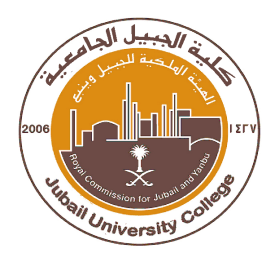 كلية الجبيل الجامعية
الهيئة الملكية للجبيل وينبع
2006
١٤٢٧
Royal Commission for Jubail and Yanbu
Jubail University College